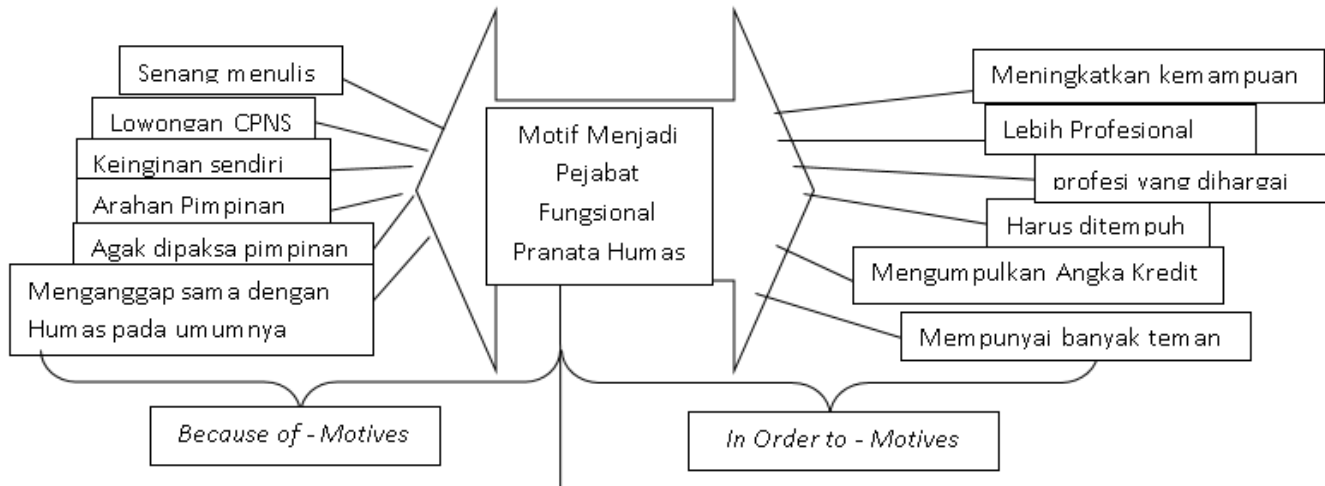 Senang menulis
Lowongan CPNS
Keinginan sendiri
Arahan Pimpinan
Agak dipaksa pimpinan
Menganggap sama dengan
Humas pada umumnya
Motif Menjadi
Pejabat
Fungsional
Pranata Humas
Meningkatkan kemampuan
Lebih Profesional
profesi yang dihargai
Harus ditempuh
Mengumpulkan Angka Kredit
Mempunyai banyak teman
Because of - Motives
In Order to - Motives